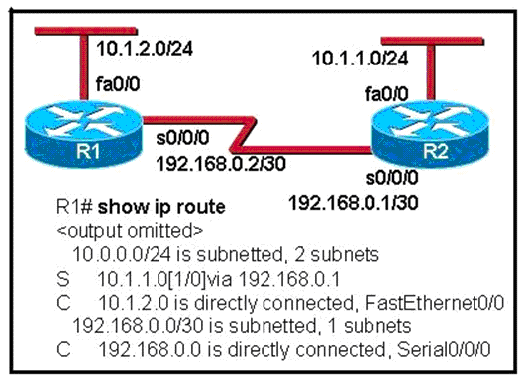 10.1.2.0/24
10.1.1.0/24
fa0/0
fa0/0
R1
R2
s0/0/0
192.168.0.2/30
s0/0/0
192.168.0.1/30
R1# show ip route
<output omitted>
10.0.0.0/24 is subnetted, 2 subnets
S 10.1.1.0[1/0]via 192.168.0.1
C 10.1.2.0 is directly connected, FastEthernet0/0
192.168.0.0/30 is subnetted, 1 subnets
C 192.168.0.0 is directly connected, Serial0/0/0